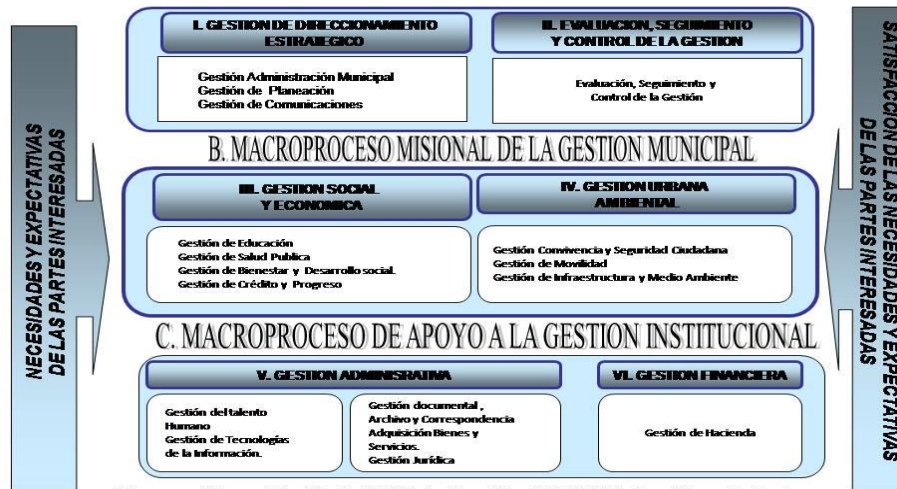 NECESIDADES Y EXPECTATIVAS
DE LAS PARTES INTERESADAS
I. GESTION DE DIRECCIONAMIENTO
ESTRATEGICO
Gestión Administración Municipal
Gestión de Planeación
Gestión de Comunicaciones
II. EVALUACION, SEGUIMIENTO
Y CONTROL DE LA GESTION
Evaluación, Seguimiento y
Control de la Gestión
B. MACROPROCESO MISIONAL DE LA GESTION MUNICIPAL
III. GESTION SOCIAL
Y ECONOMICA
Gestión de Educación
Gestión de Salud Publica
Gestión de Bienestar y Desarrollo social.
Gestión de Crédito y Progreso
IV. GESTION URBANA
AMBIENTAL
Gestión Convivencia y Seguridad Ciudadana
Gestión de Movilidad
Gestión de Infraestructura y Medio Ambiente
C. MACROPROCESO DE APOYO A LA GESTION INSTITUCIONAL
V. GESTION ADMINISRATIVA
Gestión del talento
Humano
Gestión de Tecnologías
de la Información.
Gestión documental ,
Archivo y Correspondencia
Adquisición Bienes y
Servicios.
Gestión Jurídica
VI. GESTION FINANCIERA
Gestión de Hacienda
SATISFACCION DE LAS NECESIDADES Y EXPECTATIVAS
DE LAS PARTES INTERESADAS